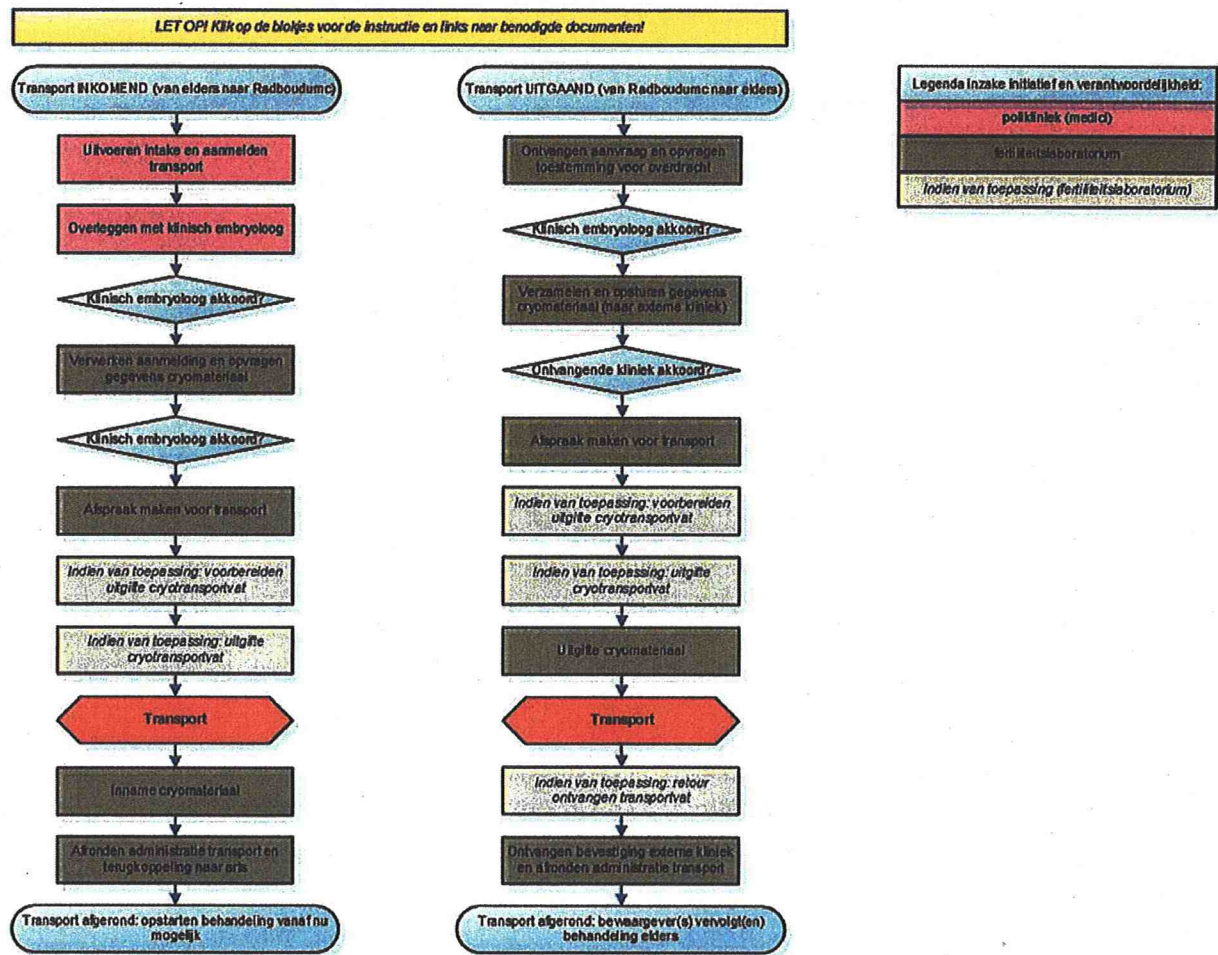 LET OP! Klik op de blokjes voor de instructie en links naar benodigde documenten!
Transport INKOMEND (van elders naar Radboudumc)
Uitvoeren intake en aanmelden
transport
Overleggen met klinisch embryoloog
Klinisch embryoloog akkoord?
Verwerken aanmelding en opvragen
gegevens cryomateriaal
Klinisch embryoloog akkoord?
Afspraak maken voor transport
Indien van toepassing: voorbereiden
uitgifte cryotransportvat
Indien van toepassing: uitgifte
cryotransportvat
Transport
Inname cryomateriaal
Afronden administratie transport en
terugkoppeling naar arts
Transport afgerond: opstarten behandeling vanaf nu
mogelijk
Transport UITGAAND (van Radboudumc naar elders)
Ontvangen aanvraag en opvragen
toestemming voor overdracht
Klinisch embryoloog akkoord?
Verzamelen en opsturen gegevens
cryomateriaal (naar externe kliniek)
Ontvangende kliniek akkoord?
Afspraak maken voor transport
Indien van toepassing: voorbereiden
uitgifte cryotransportvat
Indien van toepassing: uitgifte
cryotransportvat
Uitgifte cryomateriaal
Transport
Indien van toepassing: retour
ontvangen transportvat
Ontvangen bevestiging externe kliniek
en afronden administratie transport
Transport afgerond: bewaargever(s) vervolgt(en)
behandeling elders
Legenda inzake initiatief en verantwoordelijkheid:
polikliniek (medici)
fertiliteitslaboratorium
Indien van toepassing (fertiliteitslaboratorium)